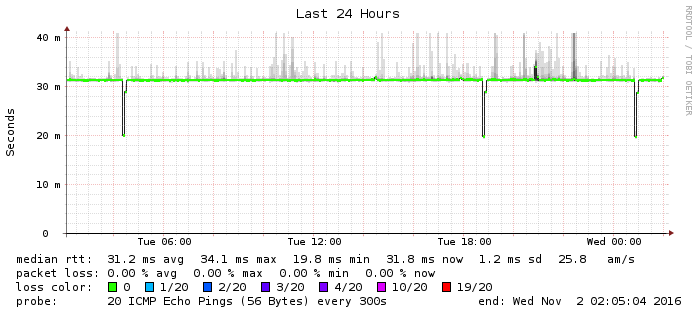 Last 24 Hours
RRDTOOL / TOBI OETIKER
Seconds
40 m
30 m
20 m
10 m
0
Tue 06:00 Tue 12:00 Tue 18:00 Wed 00:00
median rtt: 31.2 ms avg 34.1 ms max 19.8 ms min 31.8 ms now 1.2 ms sd 25.8 am/s
packet loss: 0.00 % avg 0.00 % max 0.00 % min 0.00 % now
loss color: 0 1/20 2/20 3/20 4/20 10/20 19/20
probe: 20 ICMP Echo Pings (56 Bytes) every 300s end: Wed Nov 2 02:05:04 2016